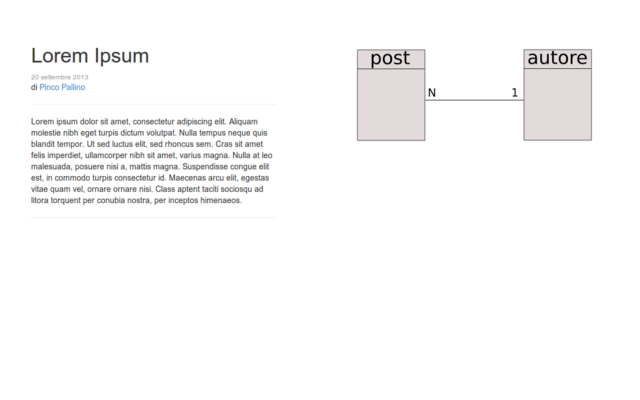 Lorem Ipsum
20 settembre 2013
di Pinco Pallino
Lorem ipsum dolor sit amet, consectetur adipiscing elit. Aliquam
molestie nibh eget turpis dictum volutpat. Nulla tempus neque quis
blandit tempor. Ut sed luctus elit, sed rhoncus sem. Cras sit amet
felis imperdiet, ullamcorper nibh sit amet, varius magna. Nulla at leo
malesuada, posuere nisi a, mattis magna. Suspendisse congue elit
est, in commodo turpis consectetur id. Maecenas arcu elit, egestas
vitae quam vel, ornare ornare nisi. Class aptent taciti sociosqu ad
litora torquent per conubia nostra, per inceptos himenaeos.
post
autore
N
1